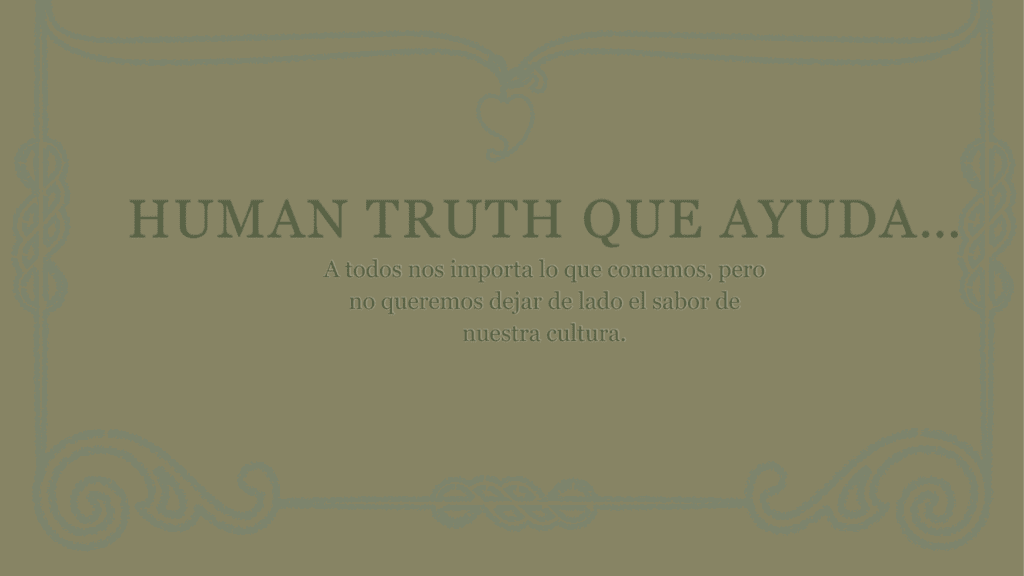 HUMAN TRUTH QUE AYUDA...
A todos nos importa lo que comemos, pero
no queremos dejar de lado el sabor de
nuestra cultura.